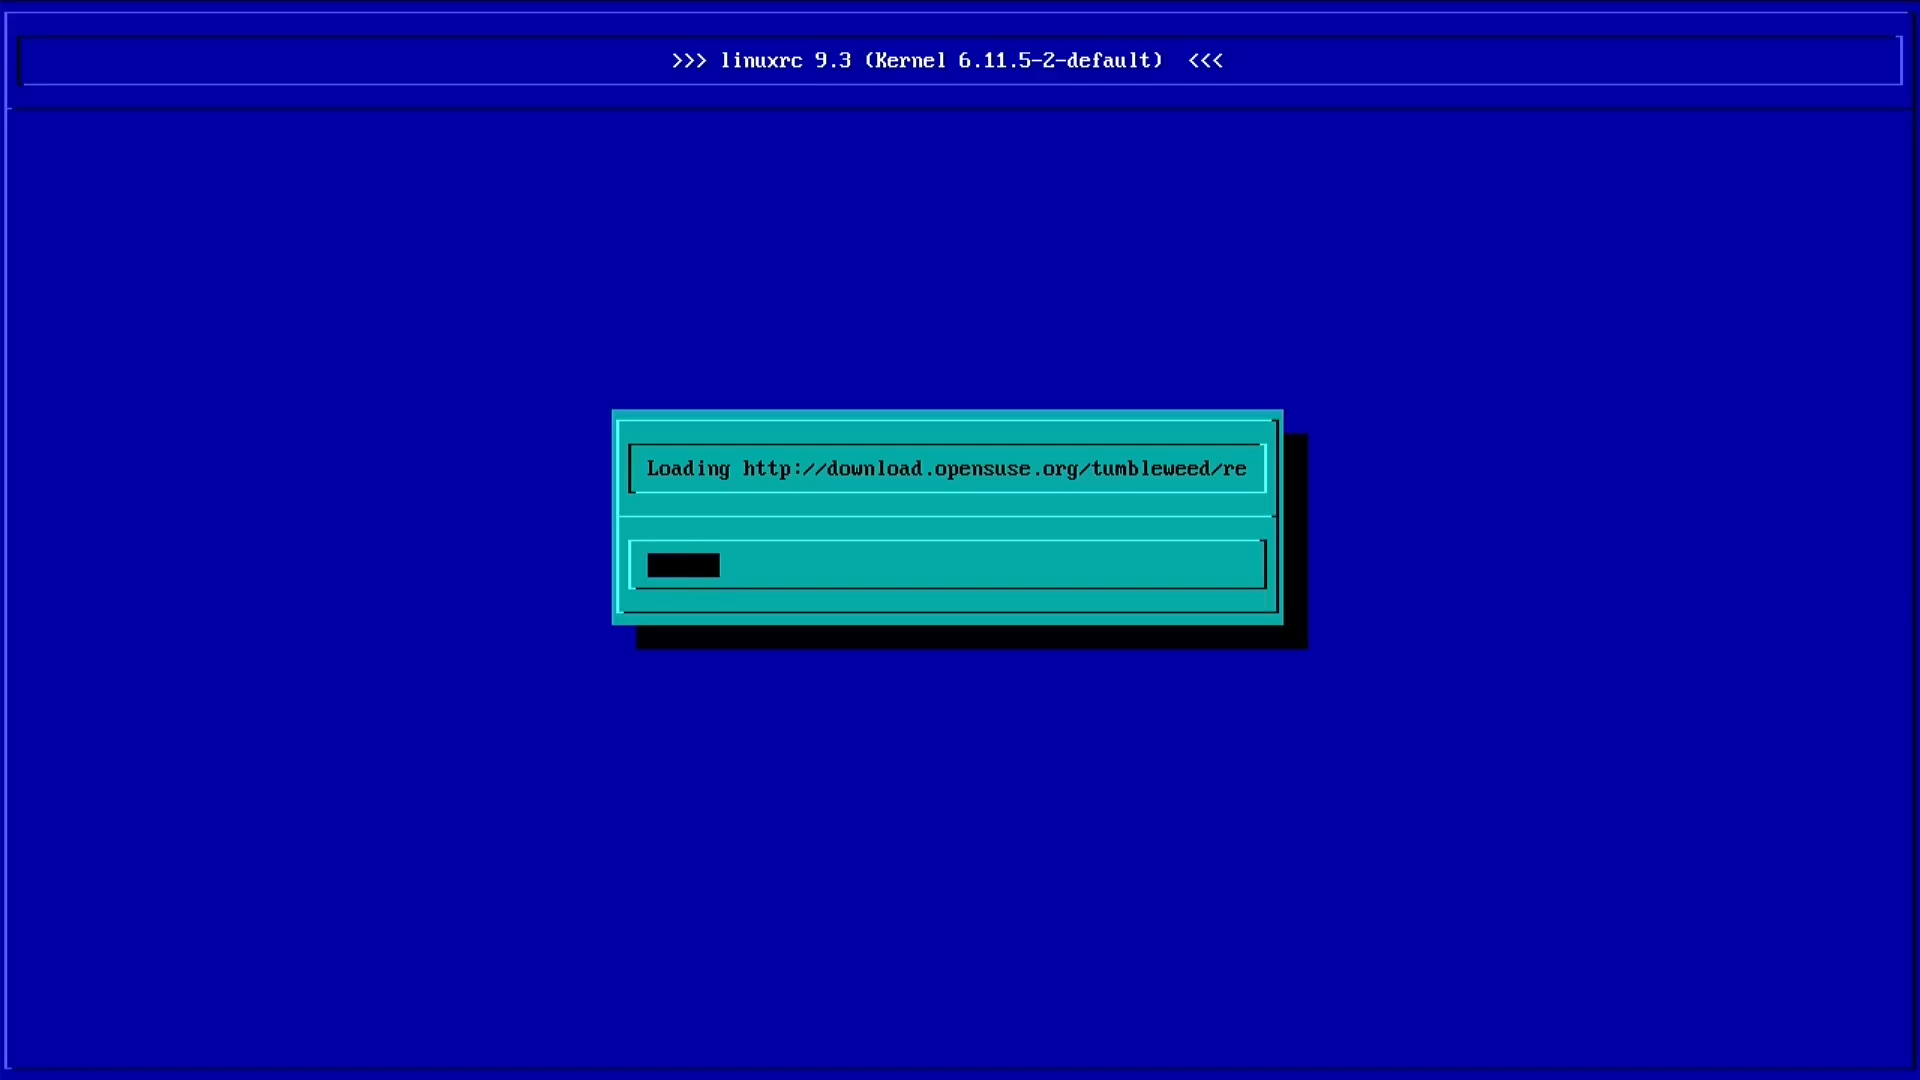 >>> linuxrc 9.3 (Kernel 6.11.5-2-default) <<<
Loading http://download.opensuse.org/tumbleweed/re